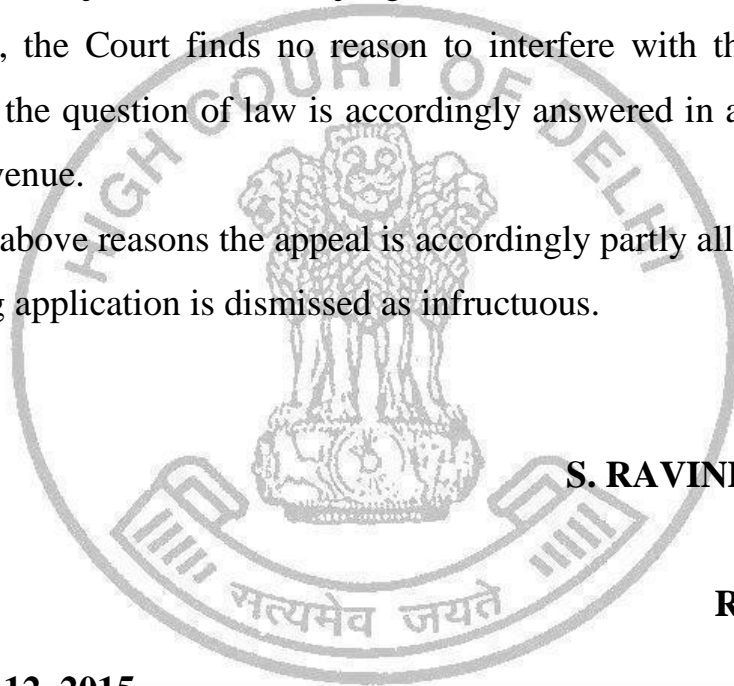 , the Court finds no reason to interfere with th
the question of law is accordingly answered in a
venue.
above reasons the appeal is accordingly partly all
g application is dismissed as infructuous.
S. RAVIN
R
12, 2015
HIGH COURT OF DELHI
सत्यमेव जयते